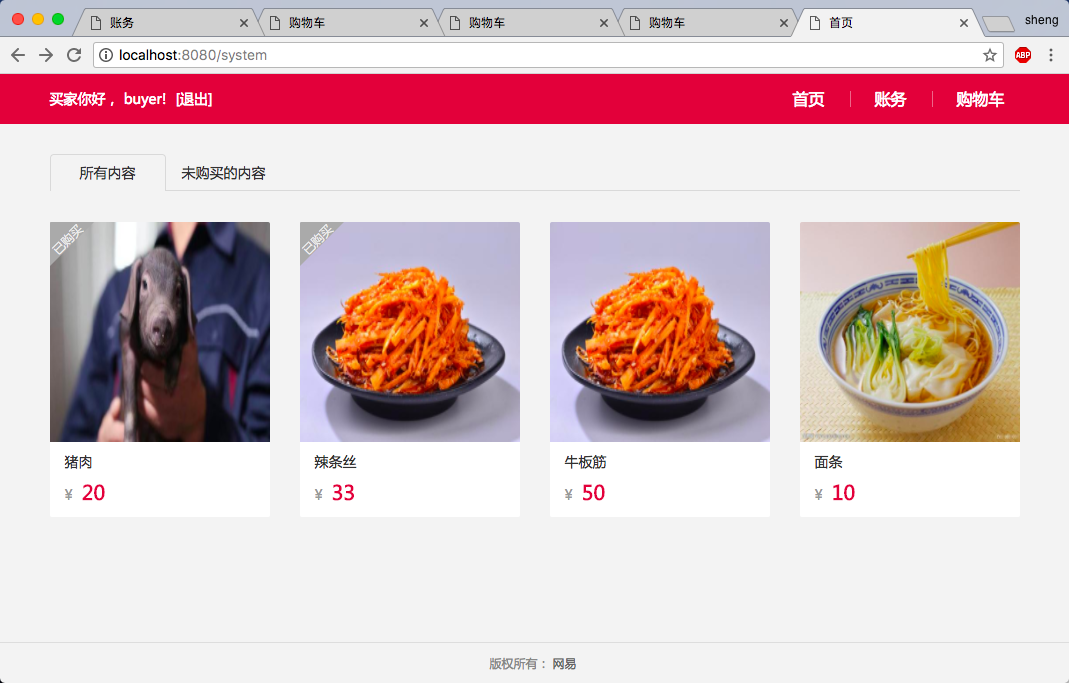 账务 购物车 购物车 购物车 首页 sheng
localhost:8080/system ABP
买家你好， buyer! [退出] 首页 账务 购物车
所有内容 未购买的内容
已购买 已购买
猪肉 辣条丝 牛板筋 面条
¥ 20 ¥ 33 ¥ 50 ¥ 10
版权所有： 网易